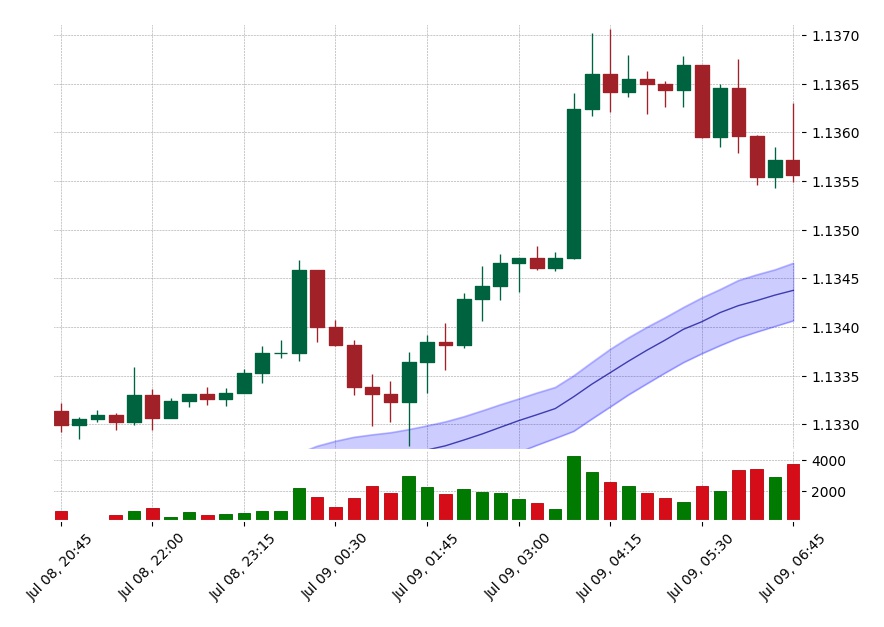 1.1370
1.1365
1.1360
1.1355
1.1350
1.1345
1.1340
1.1335
1.1330
4000
2000
Jul 08, 20:45
Jul 08, 22:00
Jul 08, 23:15
Jul 09, 00:30
Jul 09, 01:45
Jul 09, 03:00
Jul 09, 04:15
Jul 09, 05:30
Jul 09, 06:45